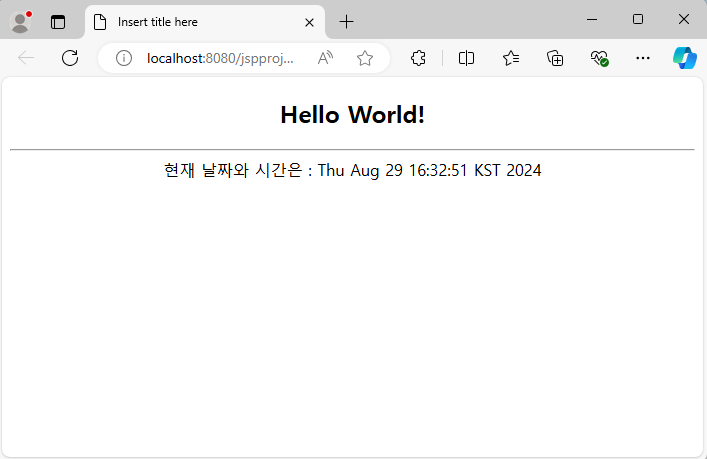 Insert title here
localhost:8080/jspproj...
Hello World!
현재 날짜와 시간은 : Thu Aug 29 16:32:51 KST 2024